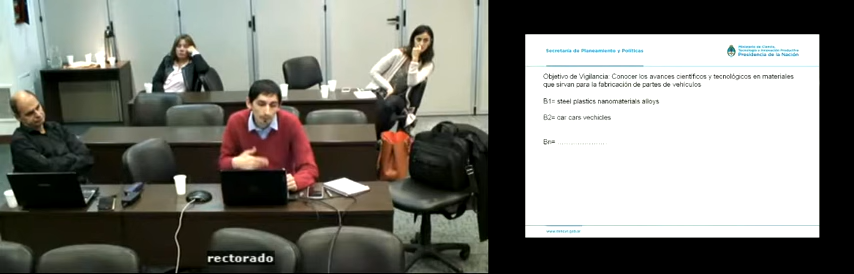 rectorado
Secretaría de Planeamiento y Políticas
Ministerio de Ciencia,
Tecnología e Innovación Productiva
Presidencia de la Nación
Objetivo de Vigilancia: Conocer los avances científicos y tecnológicos en materiales
que sirvan para la fabricación de partes de vehículos
B1= steel plastics nanomaterials alloys
B2= car cars vechicles
Bn= ....................
www.mincyt.gob.ar